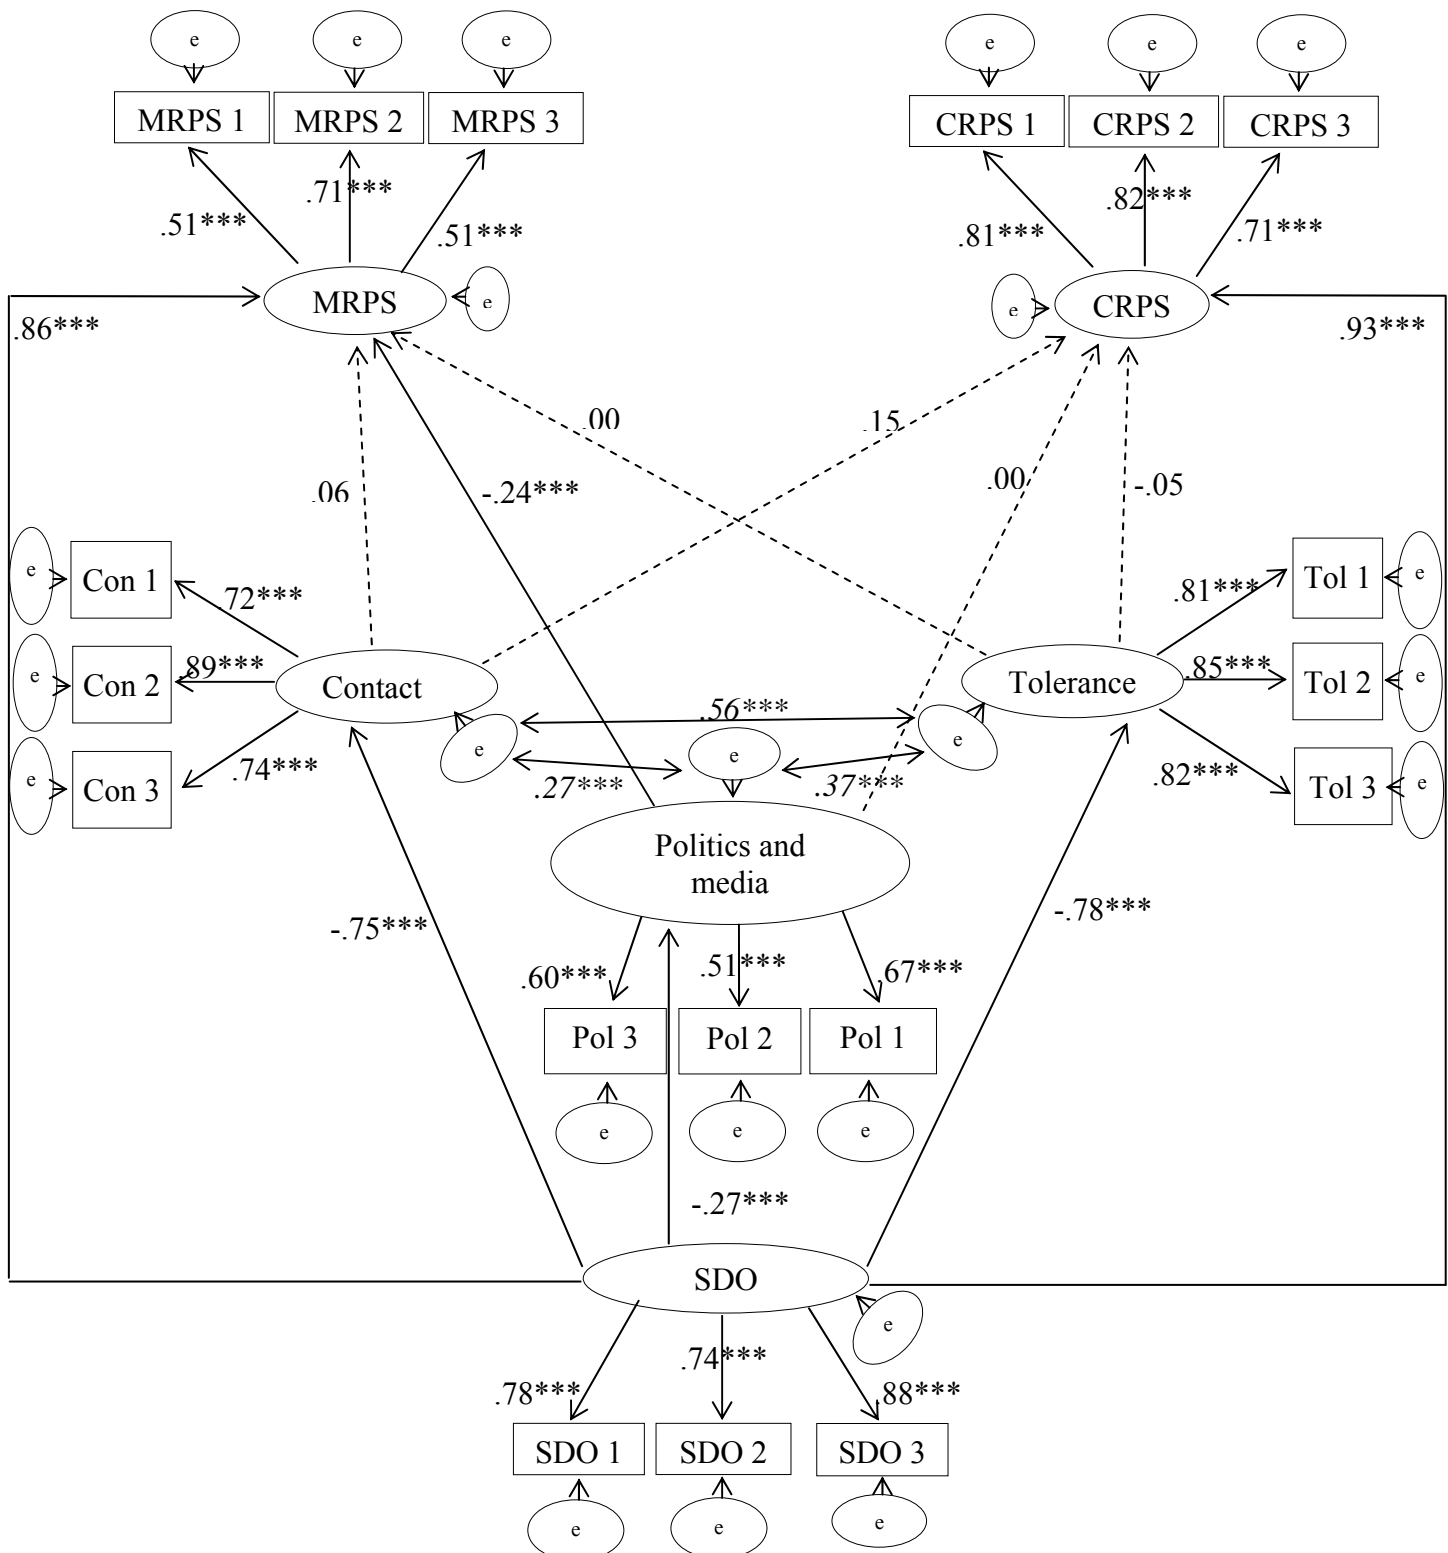 e e e e e e
MRPS 1 MRPS 2 MRPS 3 CRPS 1 CRPS 2 CRPS 3
.71*** .82***
.51*** .51*** .81*** .71***
MRPS e e CRPS
.86*** .93***
.00 .15
.06 -.24*** .00 -.05
e Con 1 Tol 1 e
.72*** .81***
e Con 2 .89*** .85*** Tol 2 e
Contact Tolerance
.56***
e e e
e Con 3 .74*** .27*** .37*** .82*** Tol 3 e
Politics and
media
-.75*** -.78***
.60*** .51*** .67***
Pol 3 Pol 2 Pol 1
e e e
-.27***
SDO
e
.78*** .74*** .88***
SDO 1 SDO 2 SDO 3
e e e